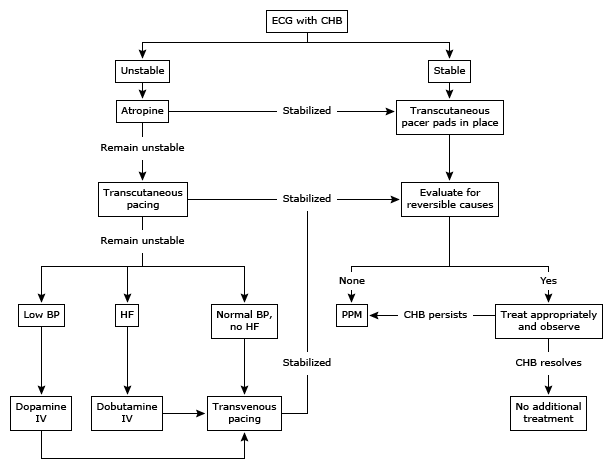 ECG with CHB
Unstable
Stable
Atropine
Stabilized
Transcutaneous
pacer pads in place
Remain unstable
Transcutaneous
pacing
Stabilized
Evaluate for
reversible causes
Remain unstable
None
Yes
Low BP
HF
Normal BP,
no HF
PPM
CHB persists
Treat appropriately
and observe
Stabilized
CHB resolves
Dopamine
IV
Dobutamine
IV
Transvenous
pacing
No additional
treatment